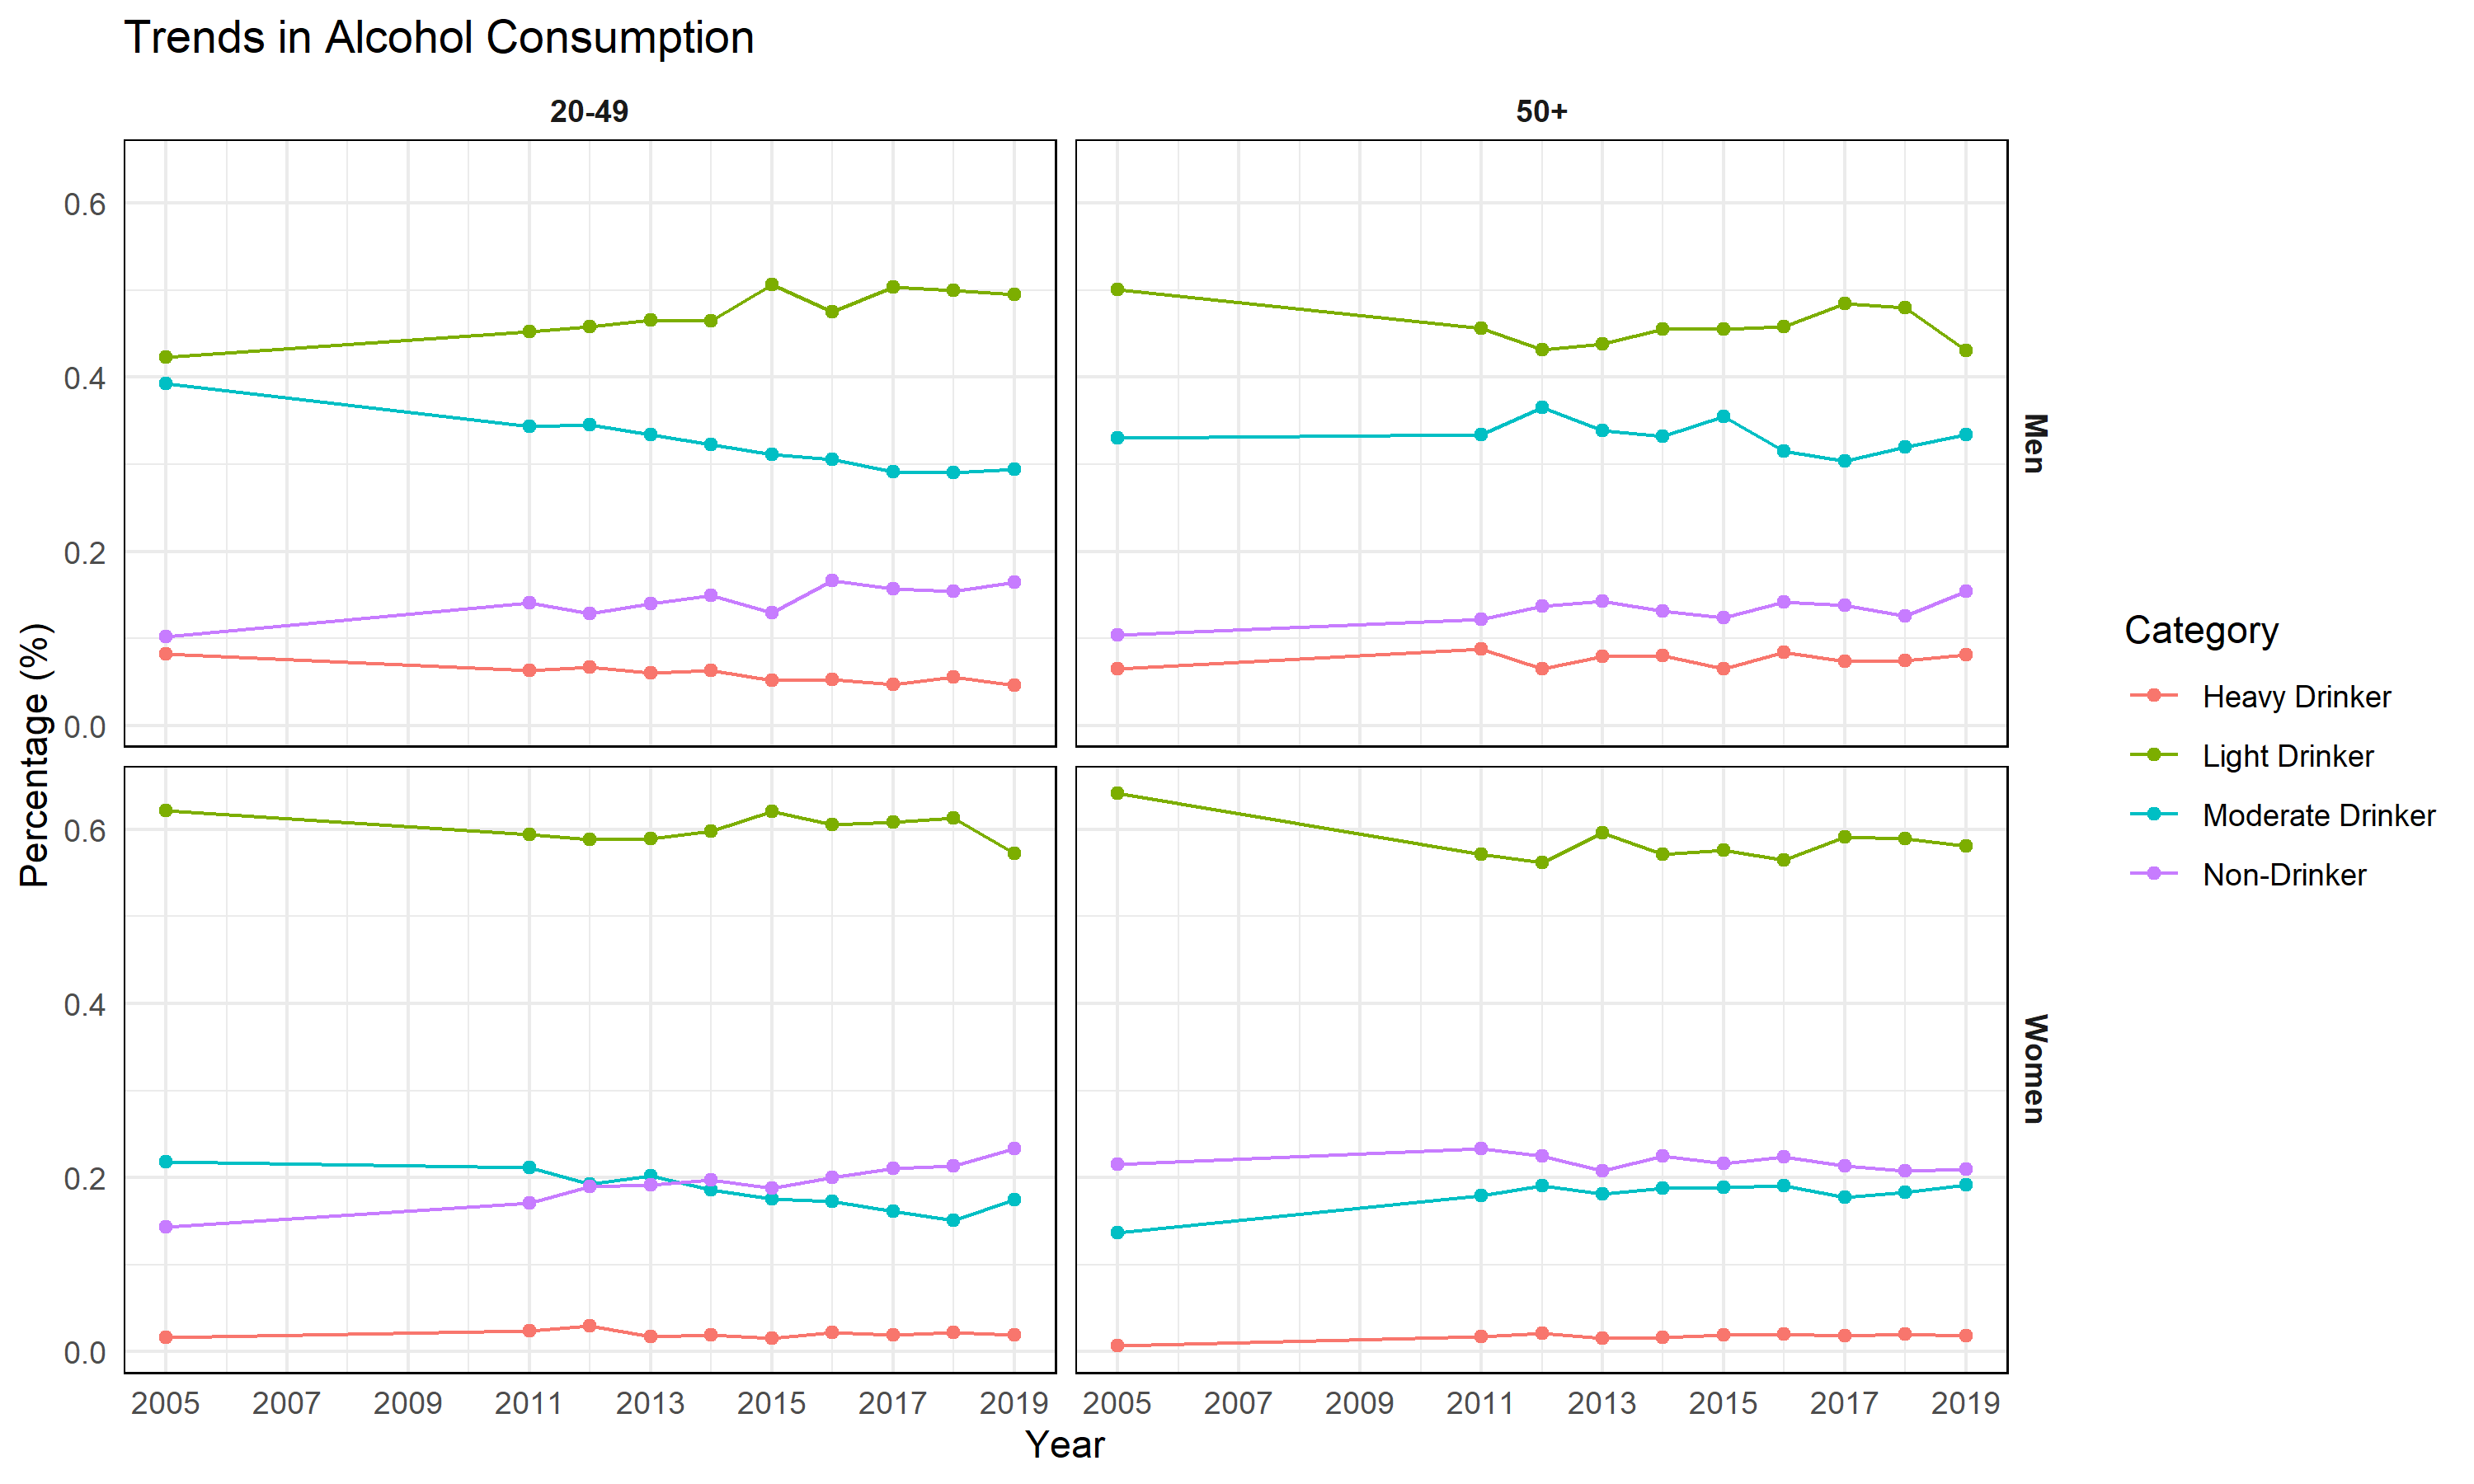 Trends in Alcohol Consumption
20-49
50+
0.6
0.4
0.2
0.0
Men
0.6
0.4
0.2
0.0
Women
Percentage (%)
2005 2007 2009 2011 2013 2015 2017 2019
2005 2007 2009 2011 2013 2015 2017 2019
Year
Category
Heavy Drinker
Light Drinker
Moderate Drinker
Non-Drinker